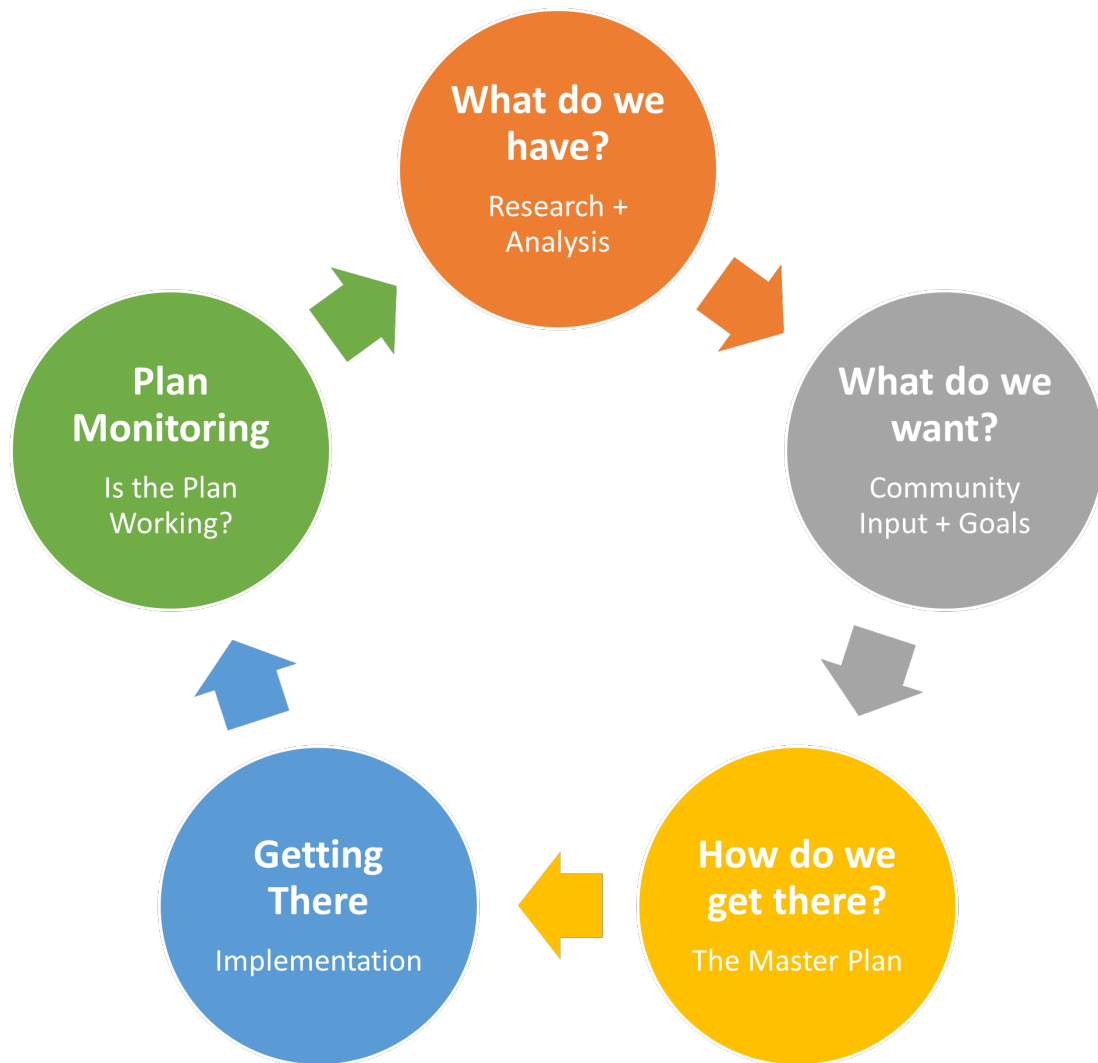 What do we
have?
Research +
Analysis
What do we
want?
Community
Input + Goals
How do we
get there?
The Master Plan
Getting
There
Implementation
Plan
Monitoring
Is the Plan
Working?